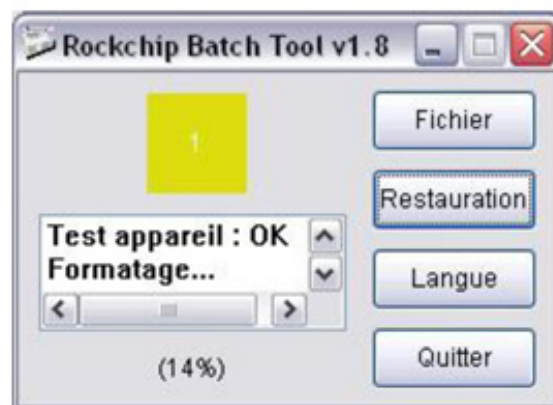 Rockchip Batch Tool v1.8
1
Fichier
Restauration
Test appareil : OK
Formatage...
Langue
(14%)
Quitter